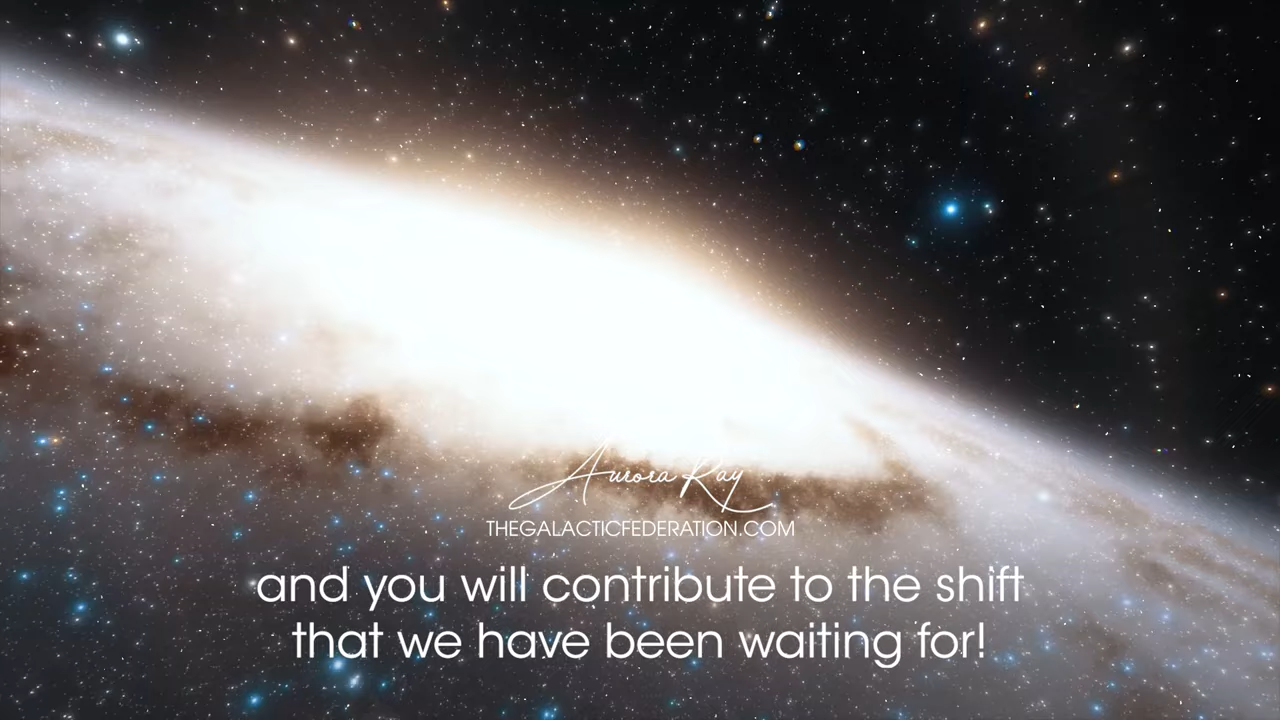 Aurora Ray
THEGALACTICFEDERATION.COM
and you will contribute to the shift
that we have been waiting for!